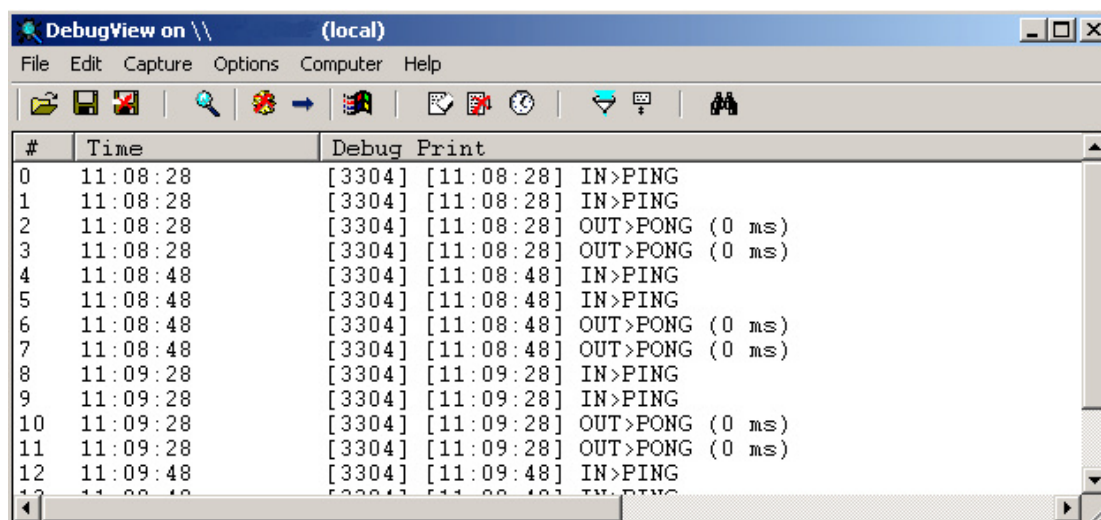 DebugView on \\ (local)
File Edit Capture Options Computer Help
# Time Debug Print
0 11:08:28 [3304] [11:08:28] IN>PING
1 11:08:28 [3304] [11:08:28] IN>PING
2 11:08:28 [3304] [11:08:28] OUT>PONG (0 ms)
3 11:08:28 [3304] [11:08:28] OUT>PONG (0 ms)
4 11:08:48 [3304] [11:08:48] IN>PING
5 11:08:48 [3304] [11:08:48] IN>PING
6 11:08:48 [3304] [11:08:48] OUT>PONG (0 ms)
7 11:08:48 [3304] [11:08:48] OUT>PONG (0 ms)
8 11:09:28 [3304] [11:09:28] IN>PING
9 11:09:28 [3304] [11:09:28] IN>PING
10 11:09:28 [3304] [11:09:28] OUT>PONG (0 ms)
11 11:09:28 [3304] [11:09:28] OUT>PONG (0 ms)
12 11:09:48 [3304] [11:09:48] IN>PING